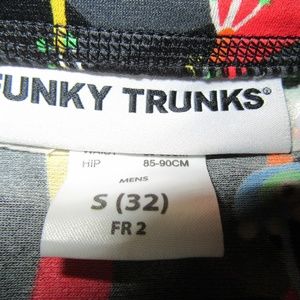 FUNKY TRUNKS®
HIP 85-90CM
MENS
S (32)
FR 2